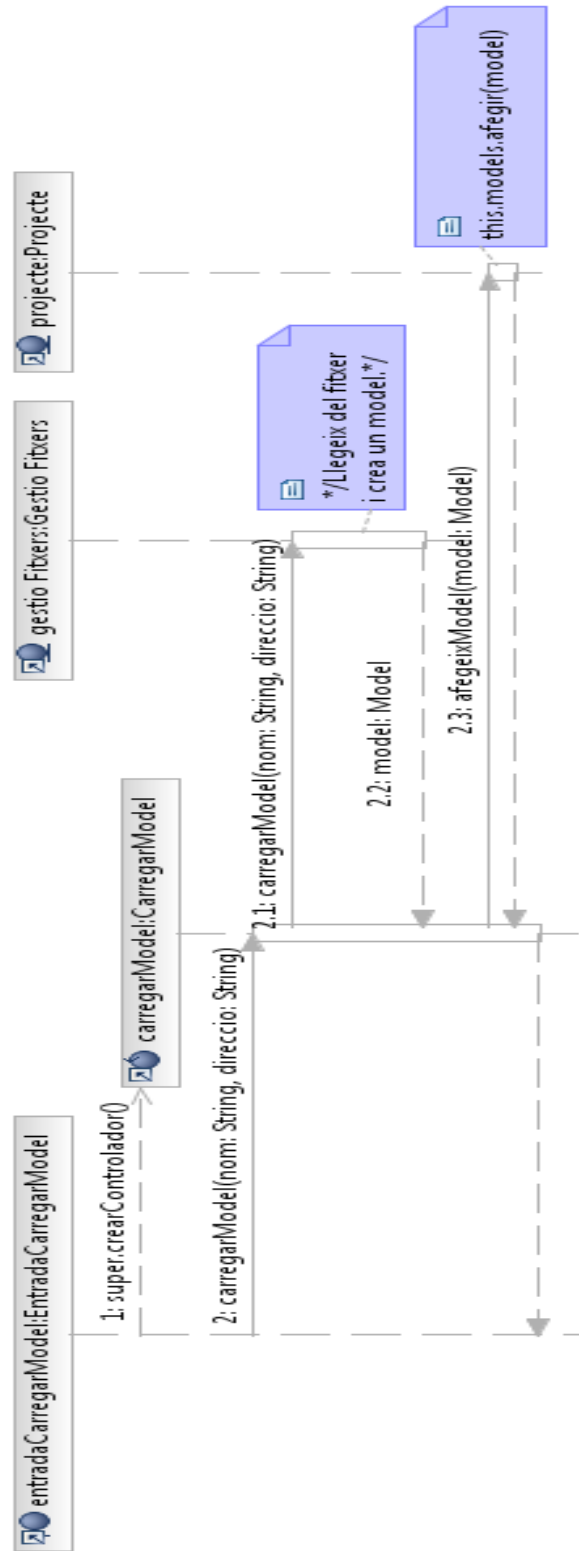 entradaCarregarModel:EntradaCarregarModel
carregarModel:CarregarModel
gestio Fitxers:Gestio Fitxers
projecte:Projecte
1: super.crearControlador()
2: carregarModel(nom: String, direccio: String)
2.1: carregarModel(nom: String, direccio: String)
*/Llegeix del fitxer
i crea un model.*/
2.2: model: Model
2.3: afegeixModel(model: Model)
this.models.afegir(model)